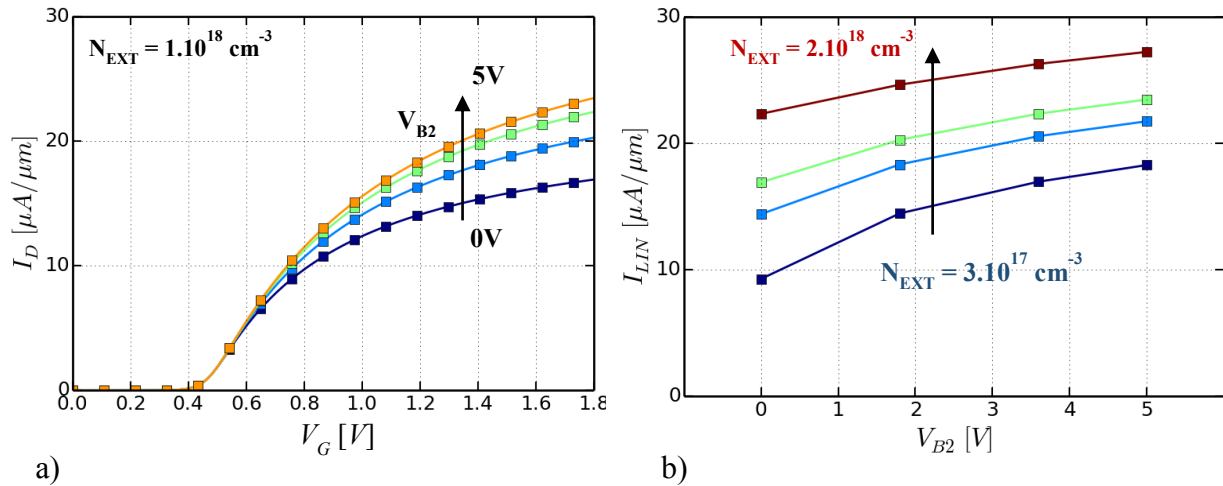 N_EXT = 1.10^18 cm^-3
5V
V_B2
0V
30
20
10
0
0.0 0.2 0.4 0.6 0.8 1.0 1.2 1.4 1.6 1.8
I_D [μA/μm]
V_G [V]
a)
N_EXT = 2.10^18 cm^-3
N_EXT = 3.10^17 cm^-3
30
20
10
0
0 1 2 3 4 5
I_LIN [μA/μm]
V_B2 [V]
b)